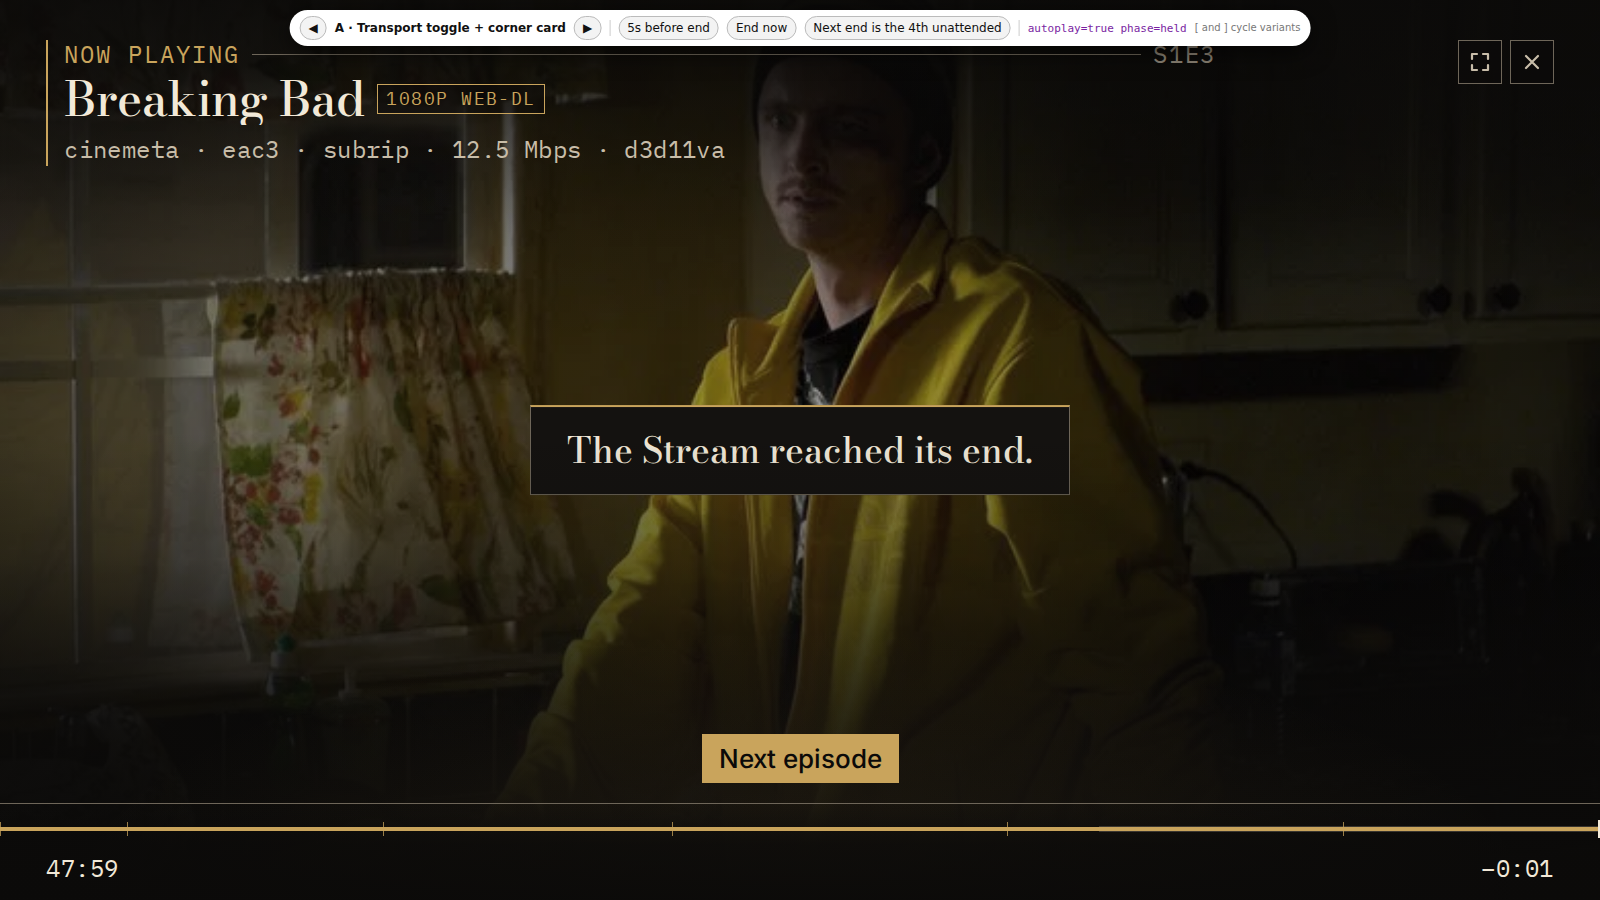 ◀ A · Transport toggle + corner card ▶ 5s before end End now Next end is the 4th unattended autoplay=true phase=held [ and ] cycle variants
NOW PLAYING S1E3
Breaking Bad 1080P WEB-DL
cinemeta · eac3 · subrip · 12.5 Mbps · d3d11va
The Stream reached its end.
Next episode
47:59 −0:01